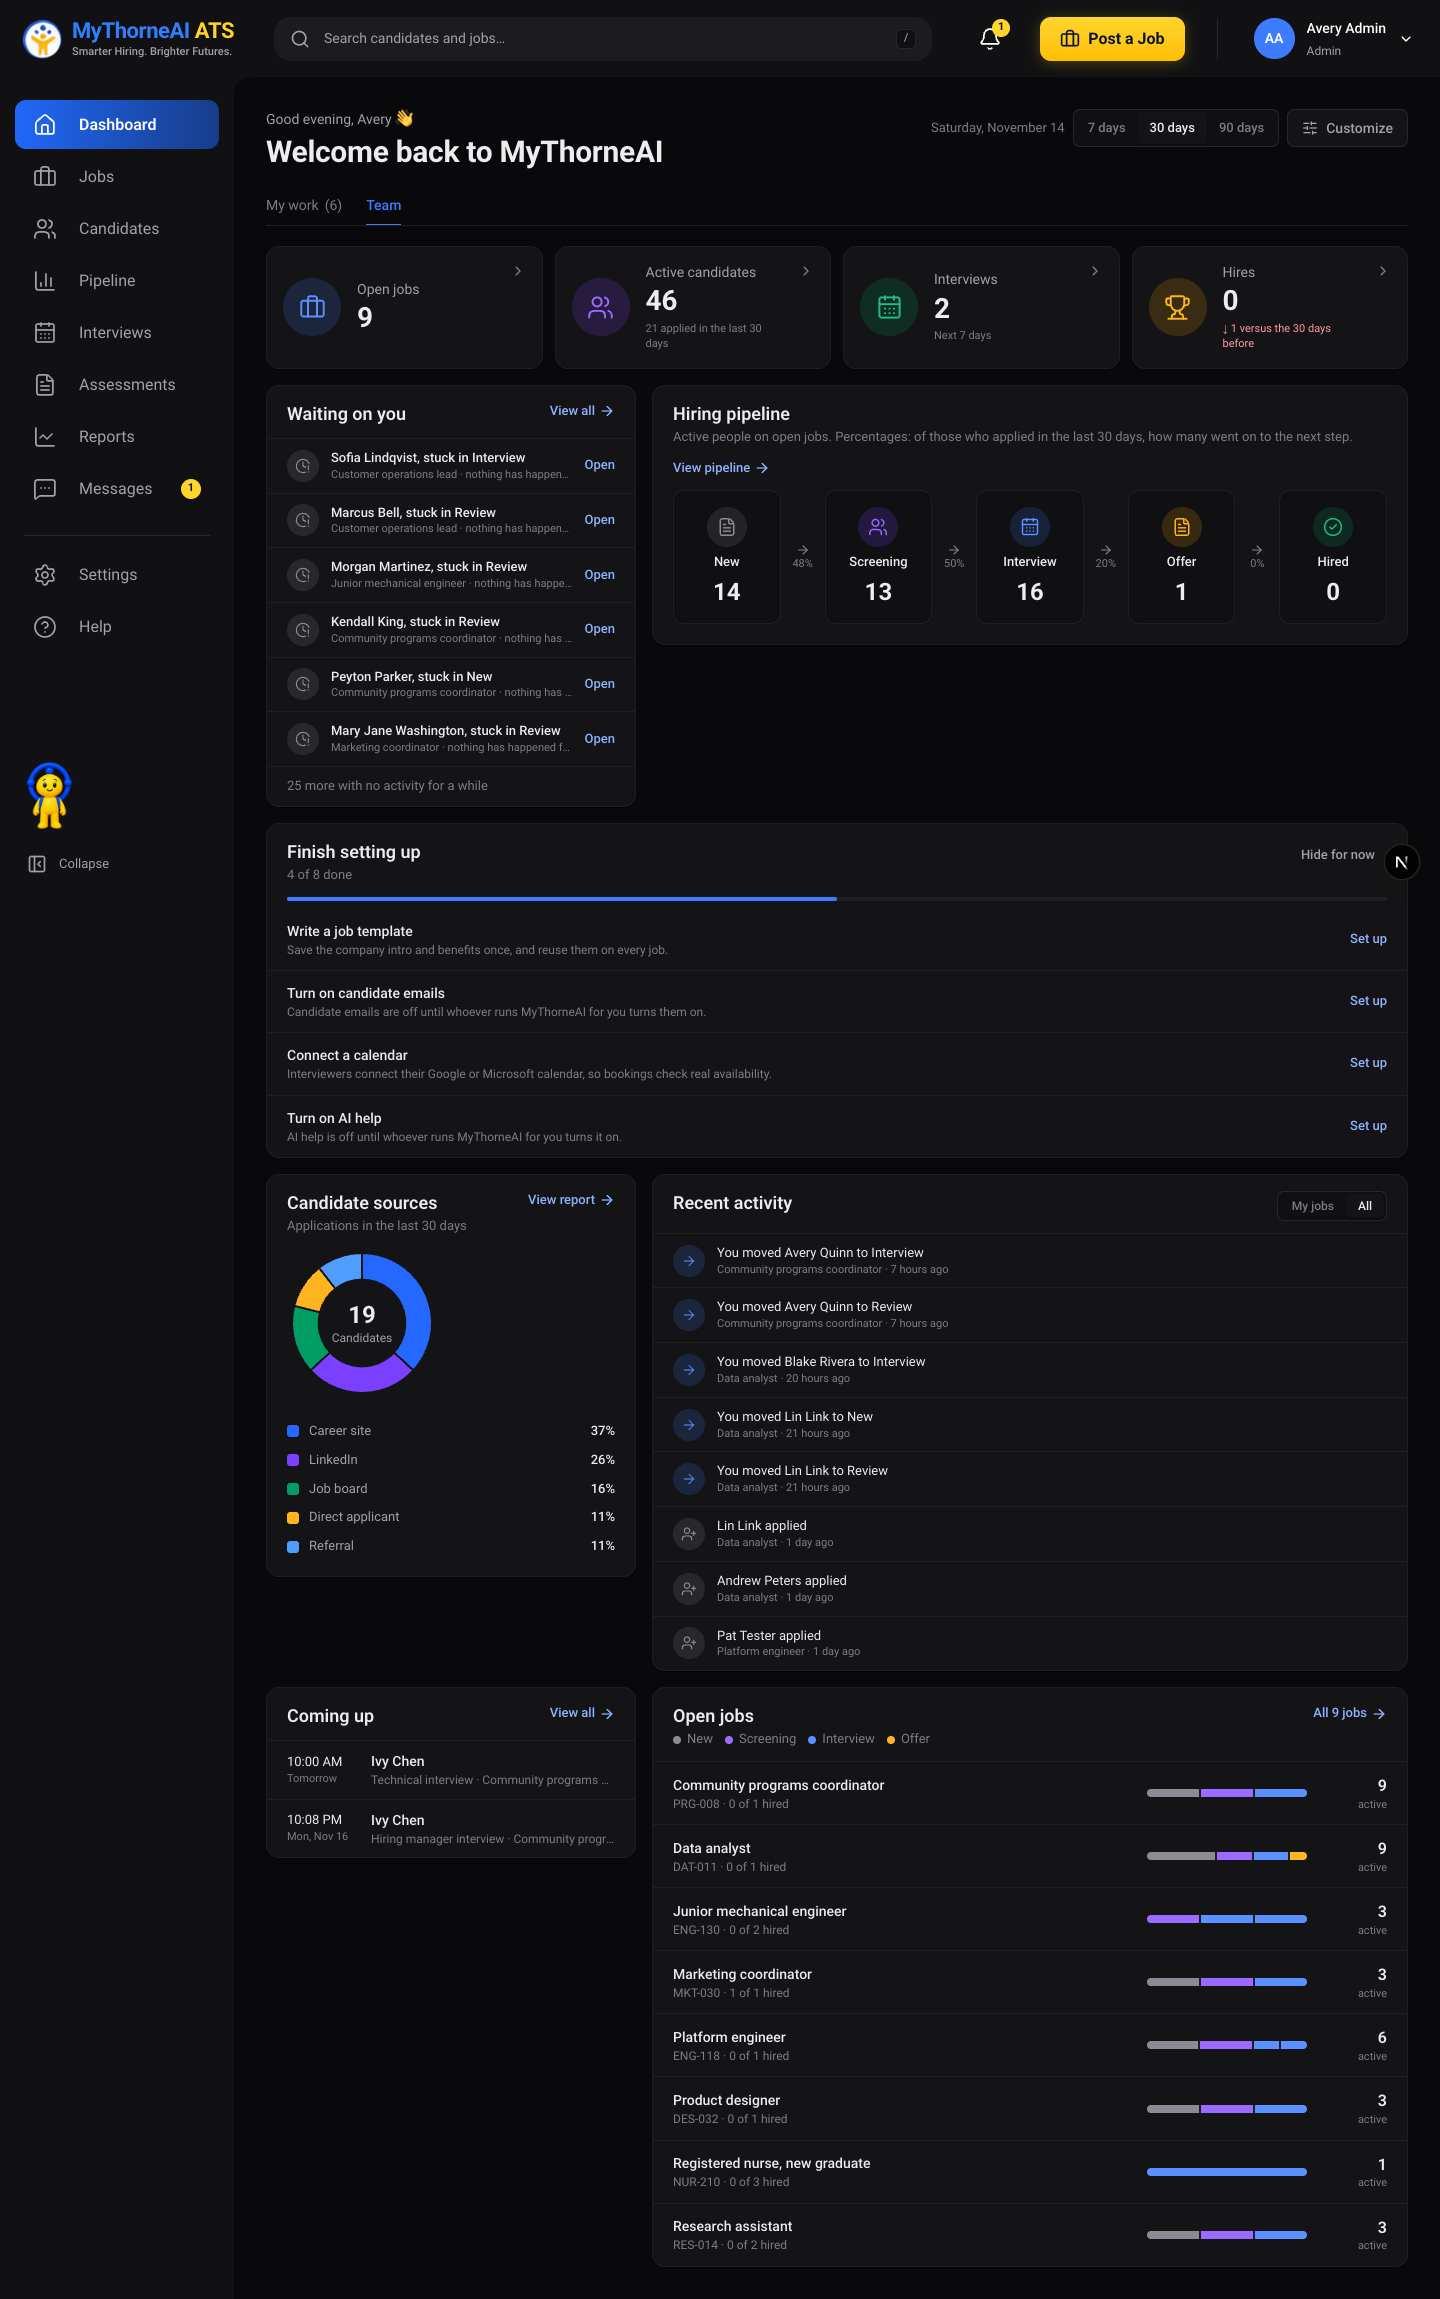 MyThorneAI ATS
Smarter Hiring. Brighter Futures.
Search candidates and jobs…
/
1
Post a Job
AA
Avery Admin
Admin
Dashboard
Jobs
Candidates
Pipeline
Interviews
Assessments
Reports
Messages
1
Settings
Help
Collapse
Good evening, Avery 👋
Welcome back to MyThorneAI
Saturday, November 14
7 days
30 days
90 days
Customize
My work (6)
Team
Open jobs
9
Active candidates
46
21 applied in the last 30
days
Interviews
2
Next 7 days
Hires
0
↓ 1 versus the 30 days
before
Waiting on you
View all →
Sofia Lindqvist, stuck in Interview
Customer operations lead · nothing has happen…
Open
Marcus Bell, stuck in Review
Customer operations lead · nothing has happen…
Open
Morgan Martinez, stuck in Review
Junior mechanical engineer · nothing has happe…
Open
Kendall King, stuck in Review
Community programs coordinator · nothing has …
Open
Peyton Parker, stuck in New
Community programs coordinator · nothing has …
Open
Mary Jane Washington, stuck in Review
Marketing coordinator · nothing has happened f…
Open
25 more with no activity for a while
Hiring pipeline
Active people on open jobs. Percentages: of those who applied in the last 30 days, how many went on to the next step.
View pipeline →
New
14
→
48%
Screening
13
→
50%
Interview
16
→
20%
Offer
1
→
0%
Hired
0
Finish setting up
4 of 8 done
Hide for now
N
Write a job template
Save the company intro and benefits once, and reuse them on every job.
Set up
Turn on candidate emails
Candidate emails are off until whoever runs MyThorneAI for you turns them on.
Set up
Connect a calendar
Interviewers connect their Google or Microsoft calendar, so bookings check real availability.
Set up
Turn on AI help
AI help is off until whoever runs MyThorneAI for you turns it on.
Set up
Candidate sources
View report →
Applications in the last 30 days
19
Candidates
Career site 37%
LinkedIn 26%
Job board 16%
Direct applicant 11%
Referral 11%
Recent activity
My jobs
All
You moved Avery Quinn to Interview
Community programs coordinator · 7 hours ago
You moved Avery Quinn to Review
Community programs coordinator · 7 hours ago
You moved Blake Rivera to Interview
Data analyst · 20 hours ago
You moved Lin Link to New
Data analyst · 21 hours ago
You moved Lin Link to Review
Data analyst · 21 hours ago
Lin Link applied
Data analyst · 1 day ago
Andrew Peters applied
Data analyst · 1 day ago
Pat Tester applied
Platform engineer · 1 day ago
Coming up
View all →
10:00 AM
Tomorrow
Ivy Chen
Technical interview · Community programs …
10:08 PM
Mon, Nov 16
Ivy Chen
Hiring manager interview · Community progr…
Open jobs
All 9 jobs →
New
Screening
Interview
Offer
Community programs coordinator
PRG-008 · 0 of 1 hired
9
active
Data analyst
DAT-011 · 0 of 1 hired
9
active
Junior mechanical engineer
ENG-130 · 0 of 2 hired
3
active
Marketing coordinator
MKT-030 · 1 of 1 hired
3
active
Platform engineer
ENG-118 · 0 of 1 hired
6
active
Product designer
DES-032 · 0 of 1 hired
3
active
Registered nurse, new graduate
NUR-210 · 0 of 3 hired
1
active
Research assistant
RES-014 · 0 of 2 hired
3
active